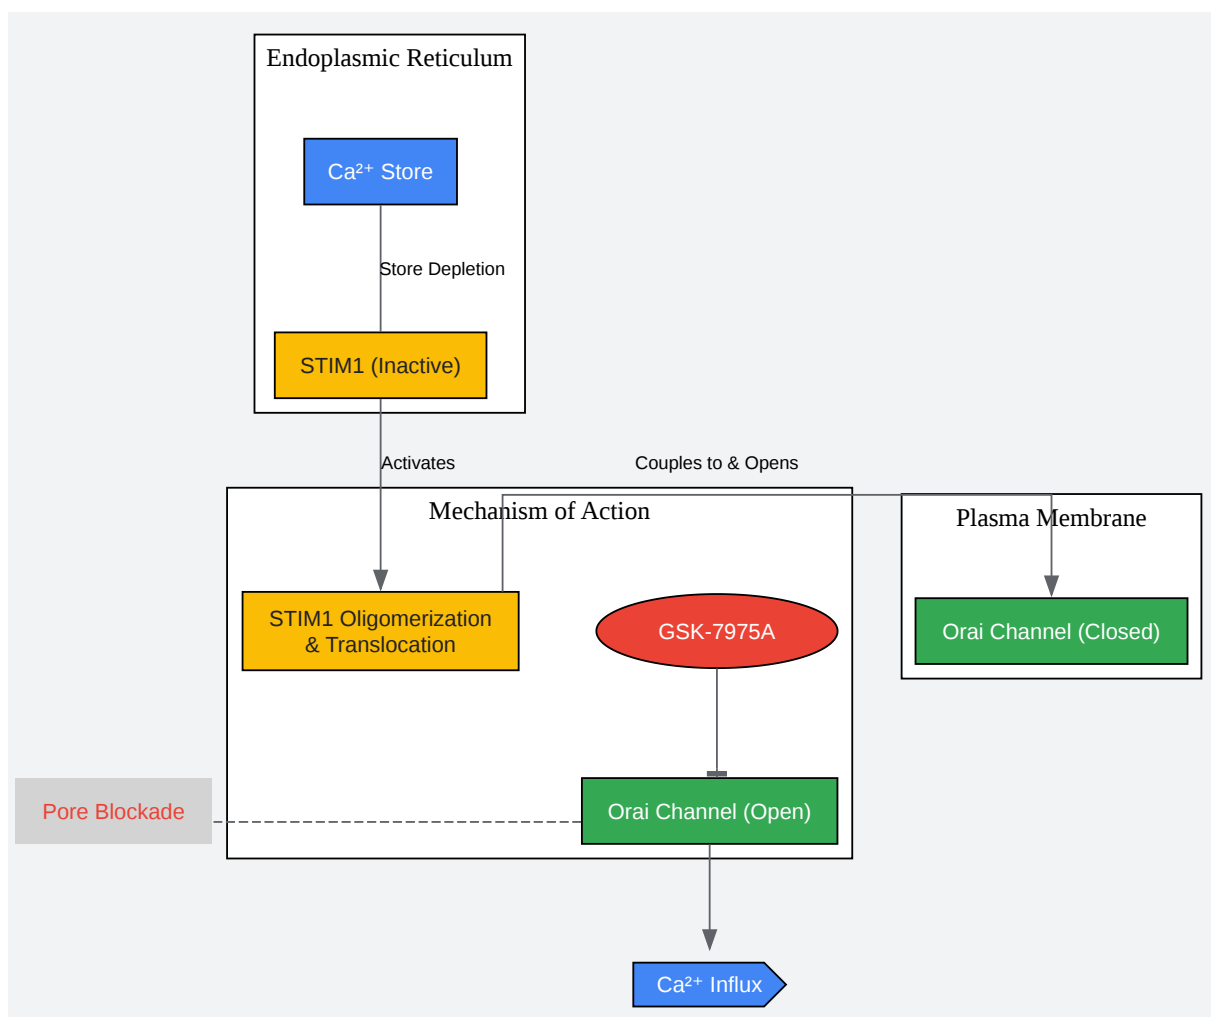 Endoplasmic Reticulum
Ca²⁺ Store
Store Depletion
STIM1 (Inactive)
Activates
Couples to & Opens
Mechanism of Action
Plasma Membrane
STIM1 Oligomerization
& Translocation
GSK-7975A
Orai Channel (Closed)
Pore Blockade
Orai Channel (Open)
Ca²⁺ Influx